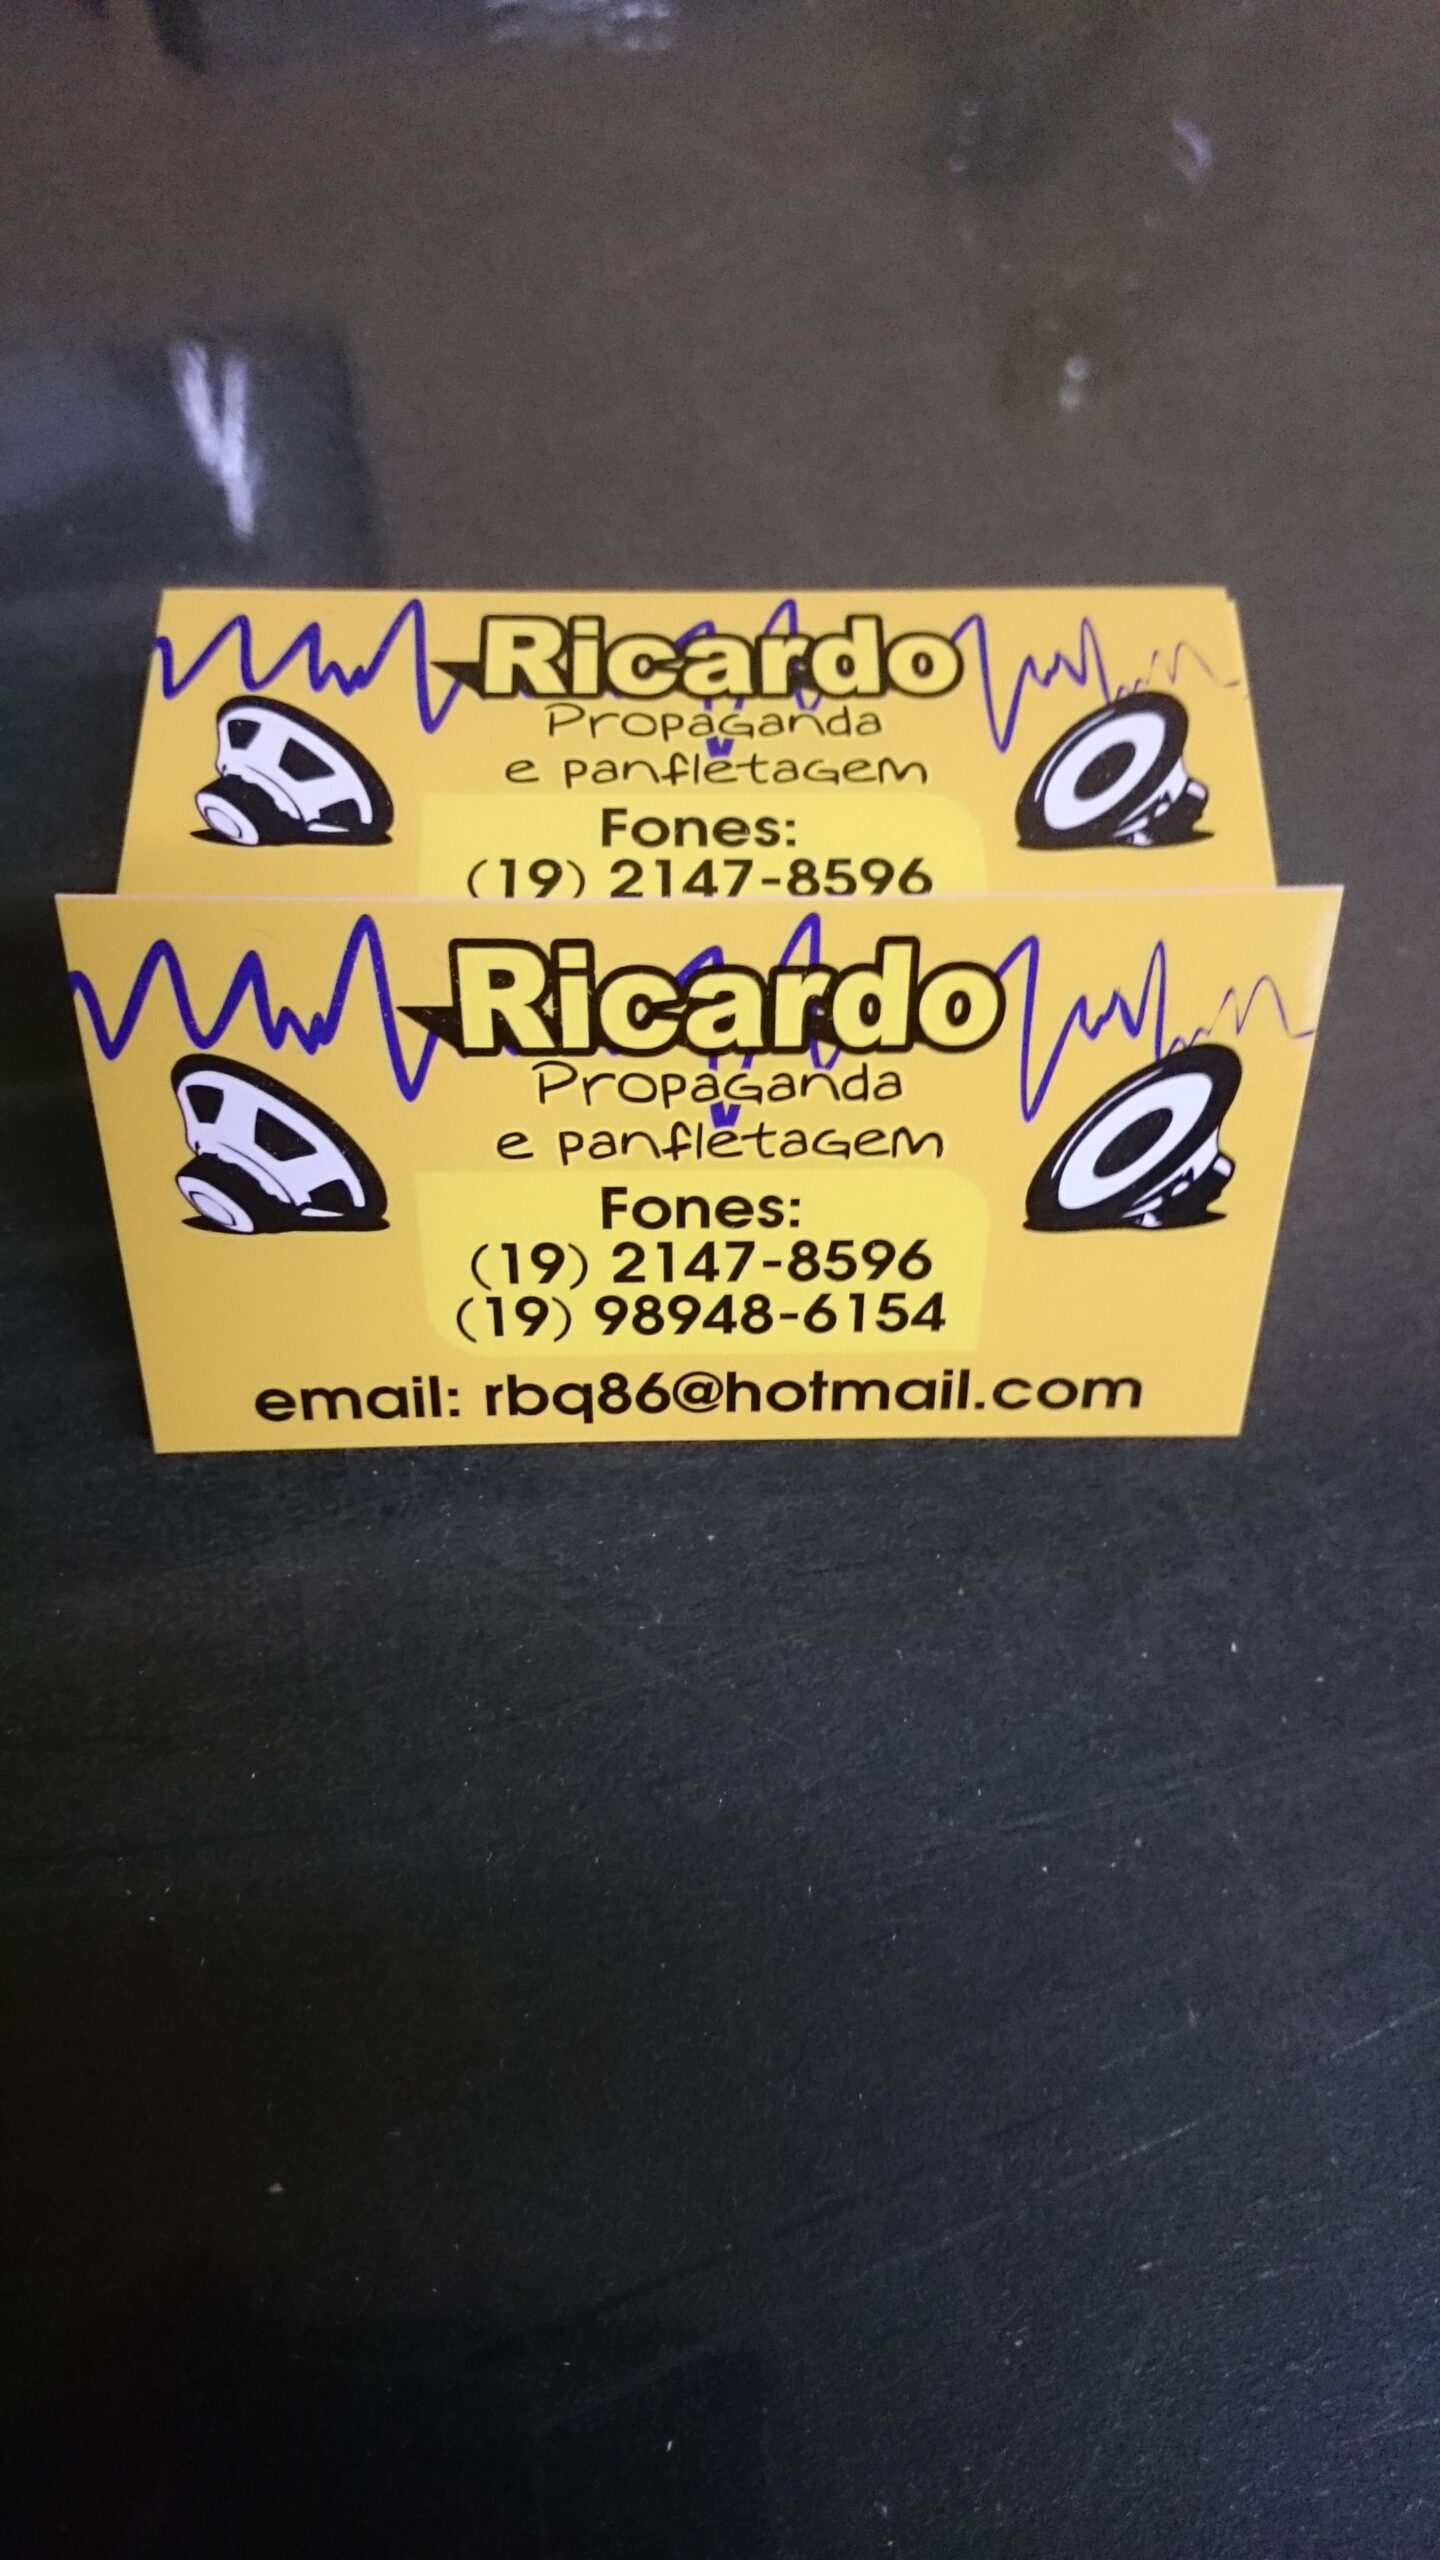 Ricardo
Propaganda
e panfletagem
Fones:
(19) 2147-8596
Ricardo
Propaganda
e panfletagem
Fones:
(19) 2147-8596
(19) 98948-6154
email: rbq86@hotmail.com